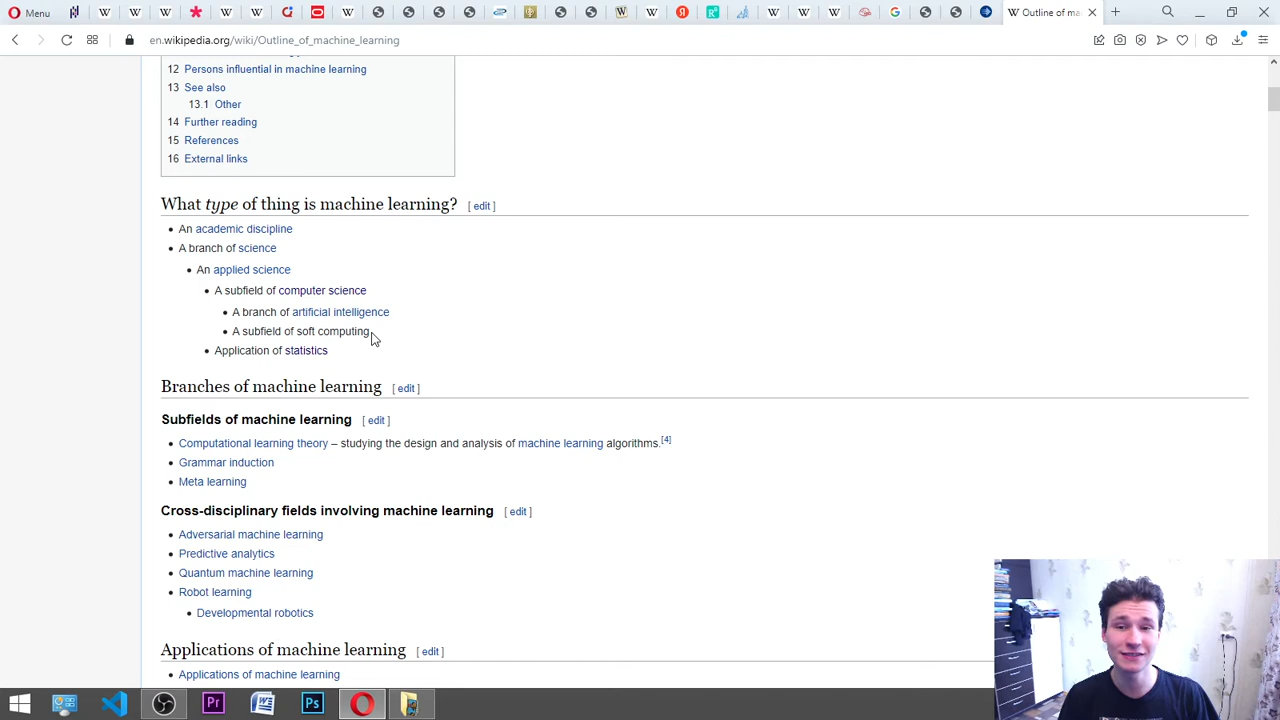 Menu
Outline of ma
en.wikipedia.org/wiki/Outline_of_machine_learning
12 Persons influential in machine learning
13 See also
13.1 Other
14 Further reading
15 References
16 External links
What type of thing is machine learning? [ edit ]
An academic discipline
A branch of science
An applied science
A subfield of computer science
A branch of artificial intelligence
A subfield of soft computing
Application of statistics
Branches of machine learning [ edit ]
Subfields of machine learning [ edit ]
Computational learning theory – studying the design and analysis of machine learning algorithms.[4]
Grammar induction
Meta learning
Cross-disciplinary fields involving machine learning [ edit ]
Adversarial machine learning
Predictive analytics
Quantum machine learning
Robot learning
Developmental robotics
Applications of machine learning [ edit ]
Applications of machine learning
Pr
Ps